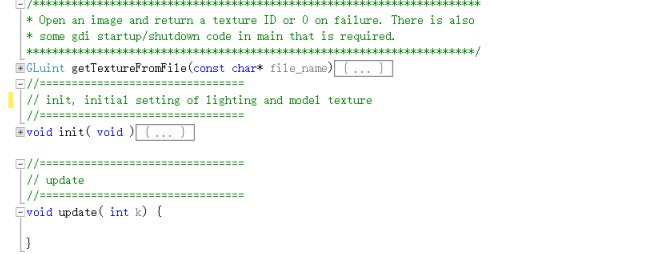 /***********************************************************************
* Open an image and return a texture ID or 0 on failure. There is also
* some gdi startup/shutdown code in main that is required.
***********************************************************************/
GLuint getTextureFromFile(const char* file_name){ ... }
//===============================
// init, initial setting of lighting and model texture
//===============================
void init( void ){ ... }
//===============================
// update
//===============================
void update( int k) {
}